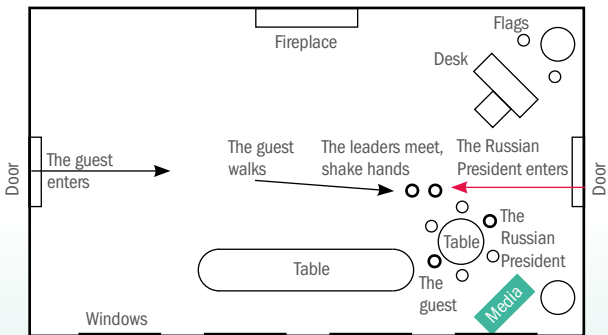 Flags
Fireplace
Desk
Door
The guest
enters
The guest
walks
The leaders meet,
shake hands
The Russian
President enters
Door
Table
The
Russian
President
Table
The
guest
Media
Windows